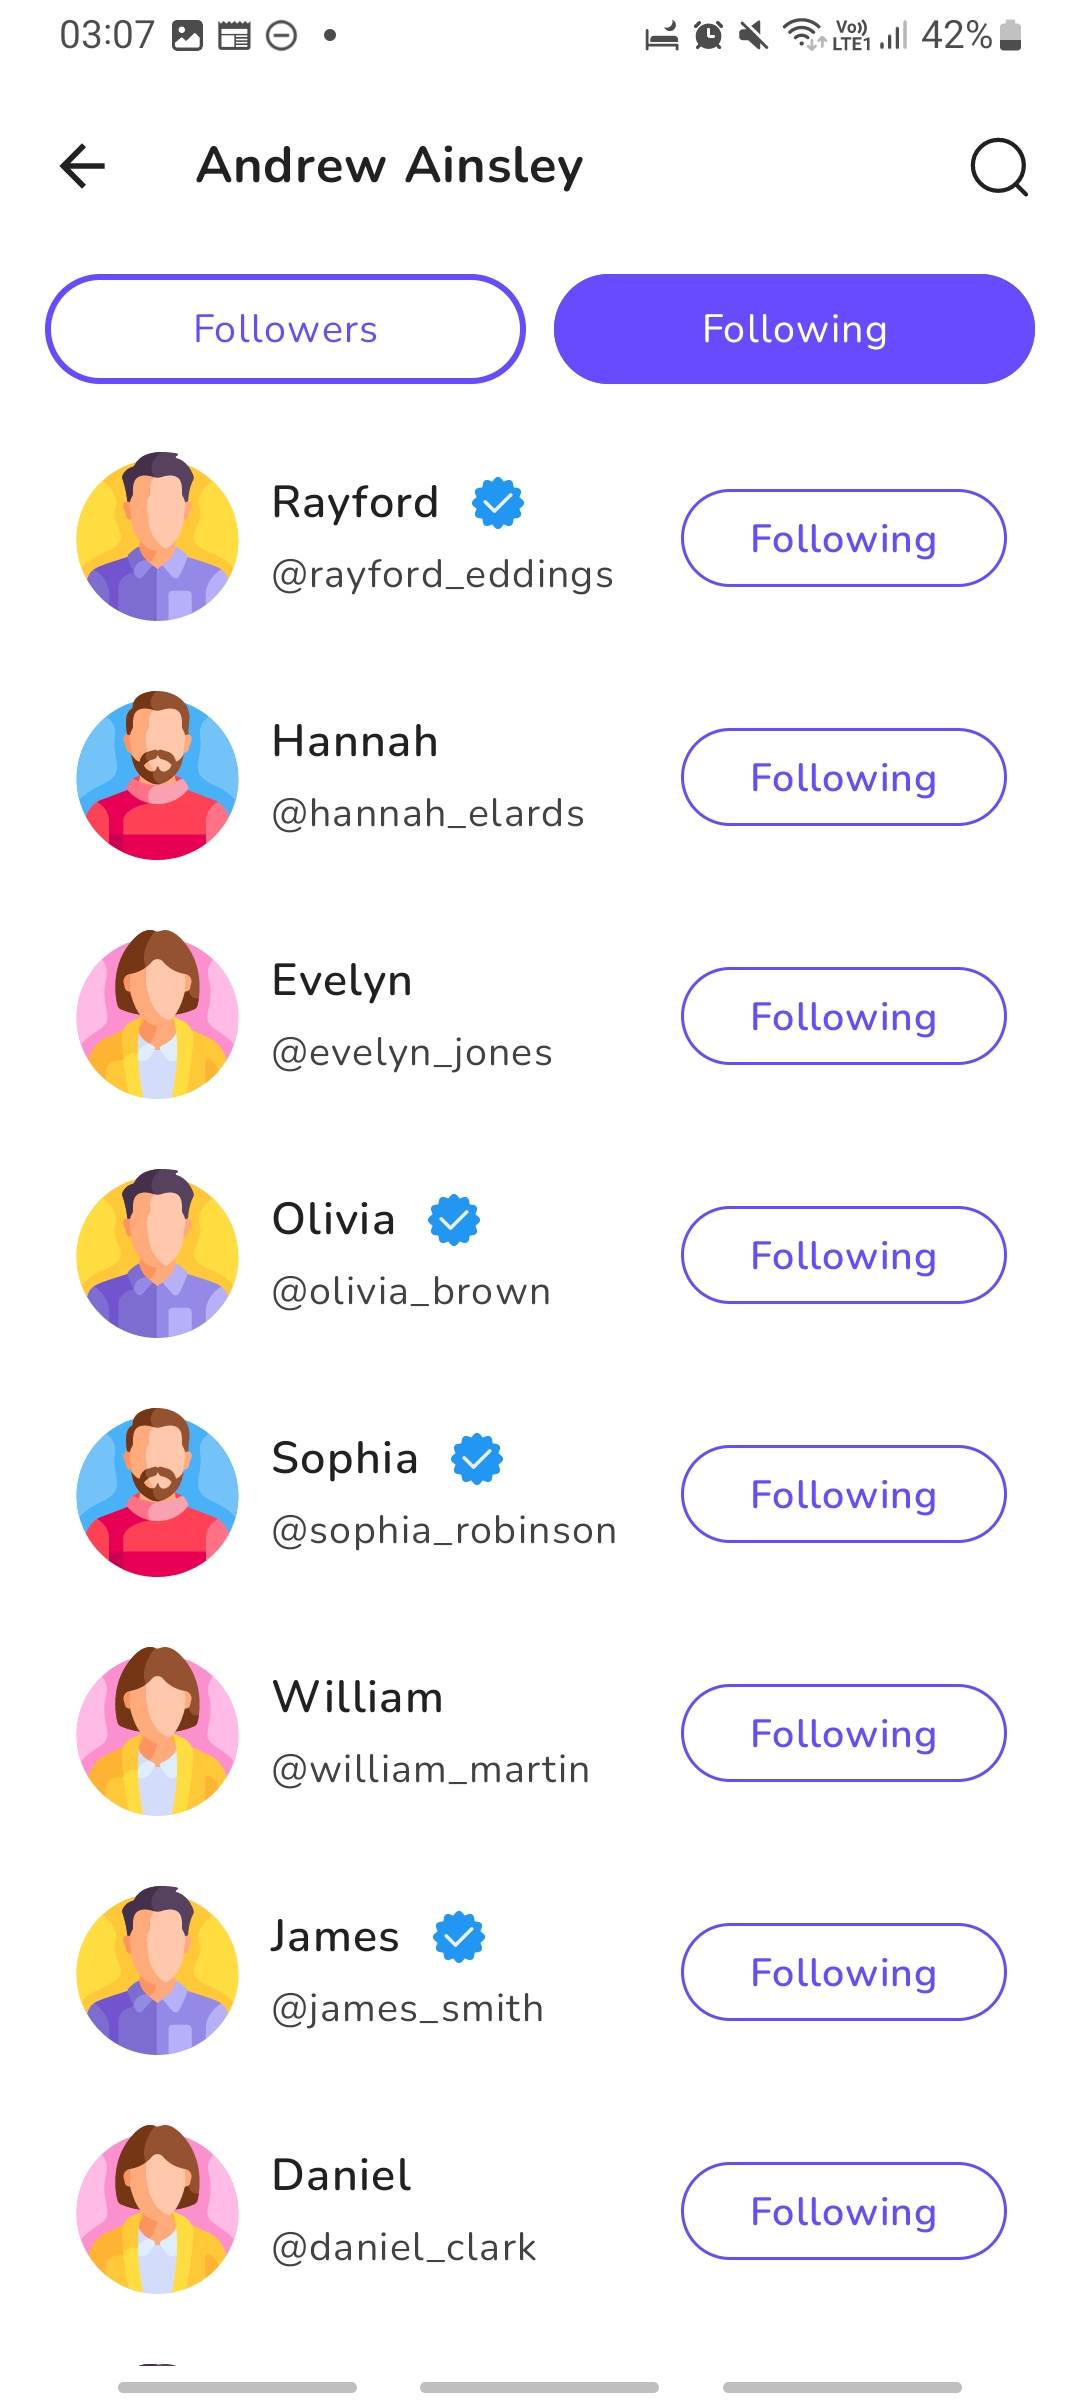 03:07 Vo)) LTE1 42%
Andrew Ainsley
Followers Following
Rayford
@rayford_eddings
Following
Hannah
@hannah_elards
Following
Evelyn
@evelyn_jones
Following
Olivia
@olivia_brown
Following
Sophia
@sophia_robinson
Following
William
@william_martin
Following
James
@james_smith
Following
Daniel
@daniel_clark
Following